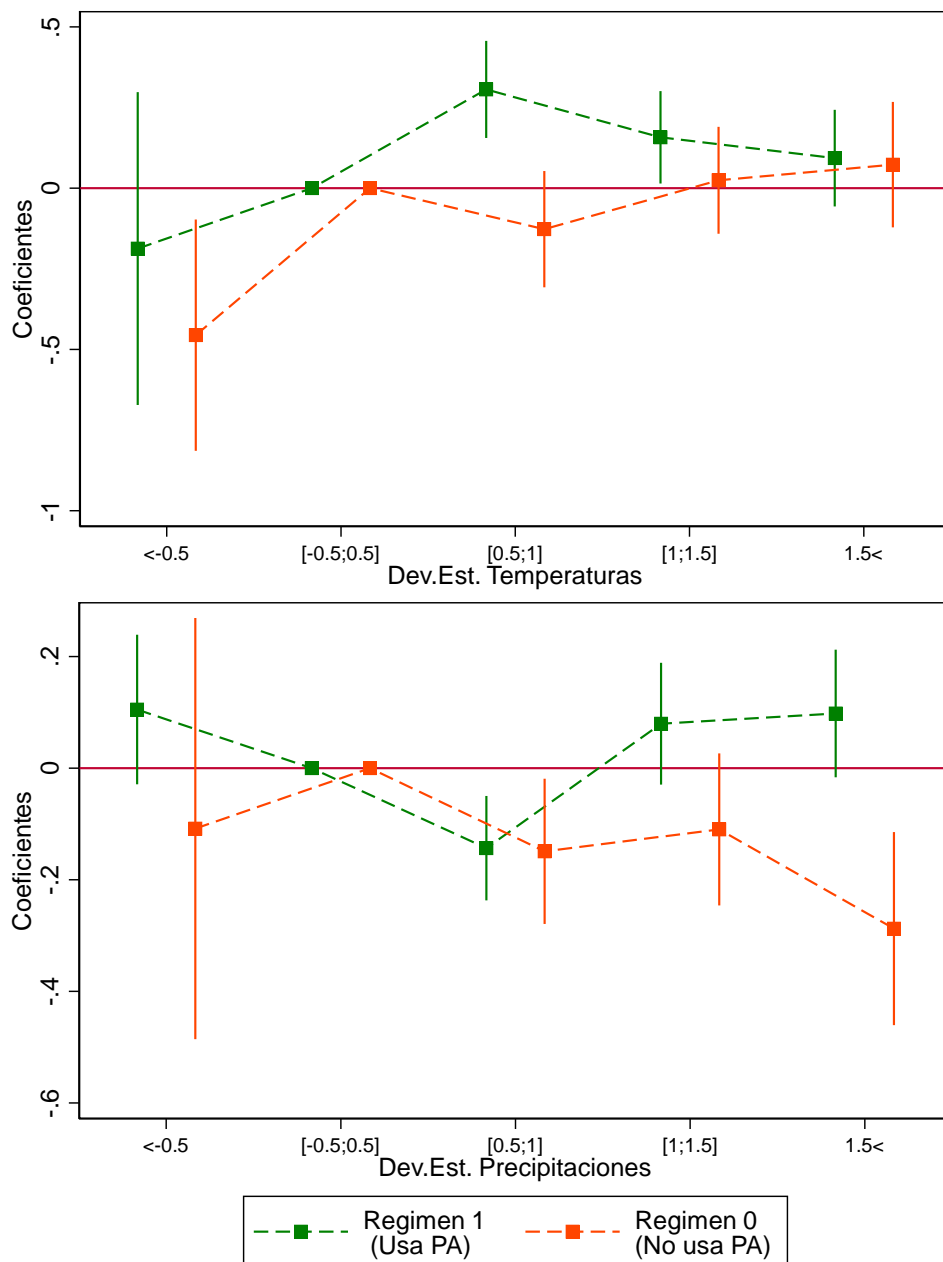 .5
0
-.5
-1
Coeficientes
<-0.5 [-0.5;0.5] [0.5;1] [1;1.5] 1.5<
Dev.Est. Temperaturas
.2
0
-.2
-.4
-.6
Coeficientes
<-0.5 [-0.5;0.5] [0.5;1] [1;1.5] 1.5<
Dev.Est. Precipitaciones
Regimen 1
(Usa PA)
Regimen 0
(No usa PA)